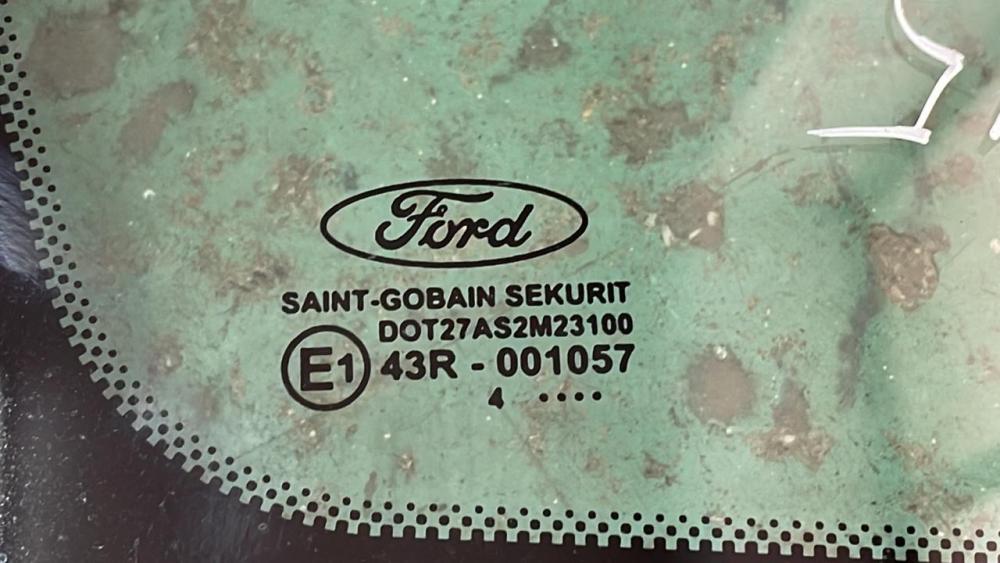 Ford
SAINT-GOBAIN SEKURIT
DOT27AS2M23100
E1 43R - 001057
4 ••••